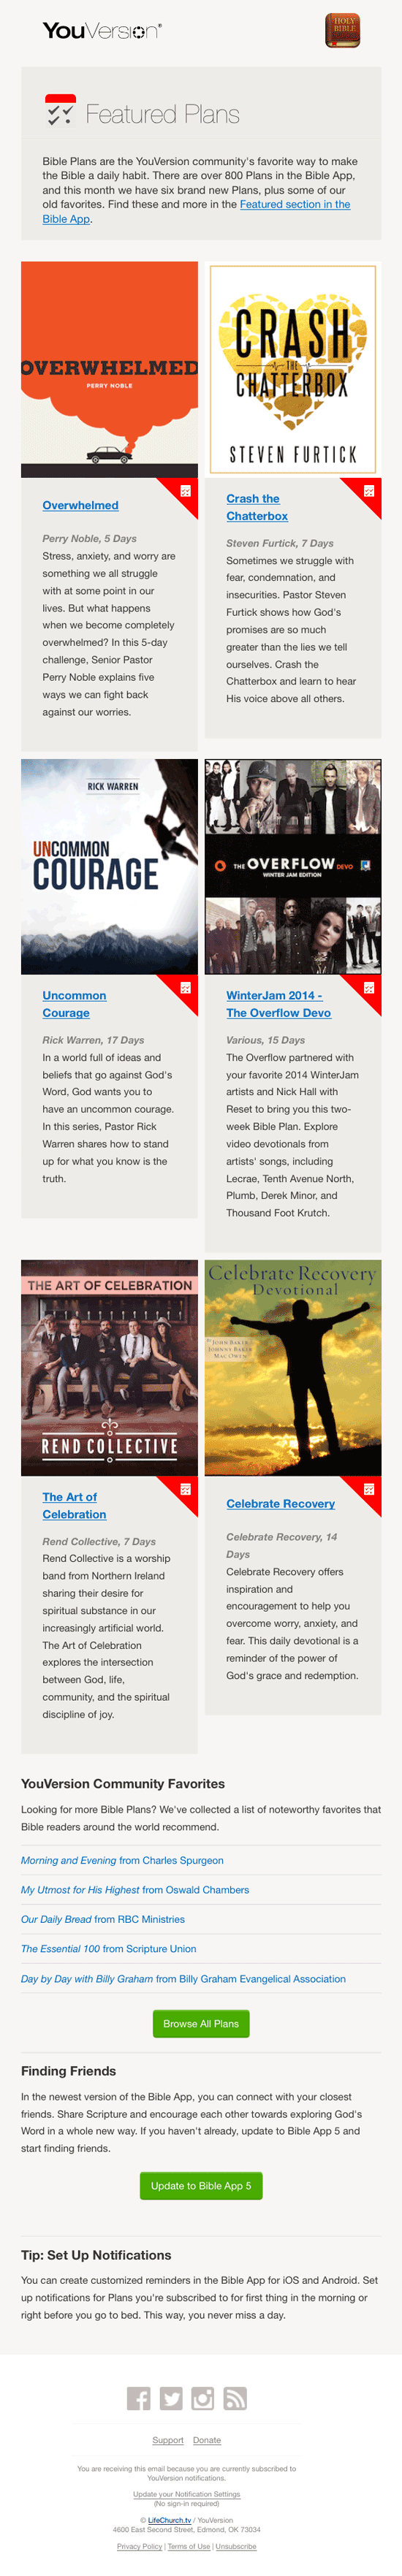 YouVersion®
HOLY
BIBLE
Featured Plans
Bible Plans are the YouVersion community's favorite way to make
the Bible a daily habit. There are over 800 Plans in the Bible App,
and this month we have six brand new Plans, plus some of our
old favorites. Find these and more in the Featured section in the
Bible App.
OVERWHELMED
PERRY NOBLE
Overwhelmed
Perry Noble, 5 Days
Stress, anxiety, and worry are
something we all struggle
with at some point in our
lives. But what happens
when we become completely
overwhelmed? In this 5-day
challenge, Senior Pastor
Perry Noble explains five
ways we can fight back
against our worries.
CRASH
THE
CHATTERBOX
STEVEN FURTICK
Crash the
Chatterbox
Steven Furtick, 7 Days
Sometimes we struggle with
fear, condemnation, and
insecurities. Pastor Steven
Furtick shows how God's
promises are so much
greater than the lies we tell
ourselves. Crash the
Chatterbox and learn to hear
His voice above all others.
RICK WARREN
UNCOMMON
COURAGE
Uncommon
Courage
Rick Warren, 17 Days
In a world full of ideas and
beliefs that go against God's
Word, God wants you to
have an uncommon courage.
In this series, Pastor Rick
Warren shares how to stand
up for what you know is the
truth.
THE OVERFLOW DEVO
WINTER JAM EDITION
WinterJam 2014 -
The Overflow Devo
Various, 15 Days
The Overflow partnered with
your favorite 2014 WinterJam
artists and Nick Hall with
Reset to bring you this two-
week Bible Plan. Explore
video devotionals from
artists' songs, including
Lecrae, Tenth Avenue North,
Plumb, Derek Minor, and
Thousand Foot Krutch.
THE ART OF CELEBRATION
REND COLLECTIVE
The Art of
Celebration
Rend Collective, 7 Days
Rend Collective is a worship
band from Northern Ireland
sharing their desire for
spiritual substance in our
increasingly artificial world.
The Art of Celebration
explores the intersection
between God, life,
community, and the spiritual
discipline of joy.
Celebrate Recovery
Devotional
BY JOHN BAKER
JOHNNY BAKER
MAC OWEN
Celebrate Recovery
Celebrate Recovery, 14
Days
Celebrate Recovery offers
inspiration and
encouragement to help you
overcome worry, anxiety, and
fear. This daily devotional is a
reminder of the power of
God's grace and redemption.
YouVersion Community Favorites
Looking for more Bible Plans? We've collected a list of noteworthy favorites that
Bible readers around the world recommend.
Morning and Evening from Charles Spurgeon
My Utmost for His Highest from Oswald Chambers
Our Daily Bread from RBC Ministries
The Essential 100 from Scripture Union
Day by Day with Billy Graham from Billy Graham Evangelical Association
Browse All Plans
Finding Friends
In the newest version of the Bible App, you can connect with your closest
friends. Share Scripture and encourage each other towards exploring God's
Word in a whole new way. If you haven't already, update to Bible App 5 and
start finding friends.
Update to Bible App 5
Tip: Set Up Notifications
You can create customized reminders in the Bible App for iOS and Android. Set
up notifications for Plans you're subscribed to for first thing in the morning or
right before you go to bed. This way, you never miss a day.
Support Donate
You are receiving this email because you are currently subscribed to
YouVersion notifications.
Update your Notification Settings
(No sign-in required)
© LifeChurch.tv / YouVersion
4600 East Second Street, Edmond, OK 73034
Privacy Policy | Terms of Use | Unsubscribe